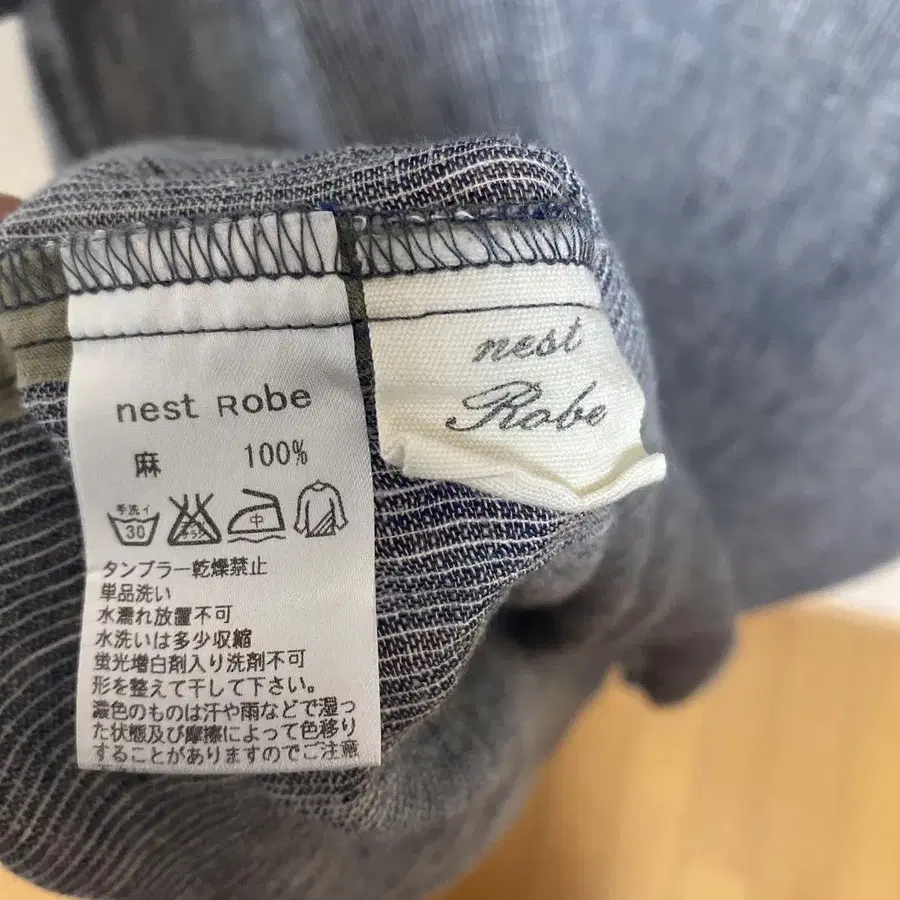 nest Robe
麻 100%
手洗イ
30
中
タンブラー乾燥禁止
単品洗い
水濡れ放置不可
水洗いは多少収縮
蛍光増白剤入り洗剤不可
形を整えて干して下さい。
濃色のものは汗や雨などで湿っ
た状態及び摩擦によって色移り
することがありますのでご注意
nest
Robe